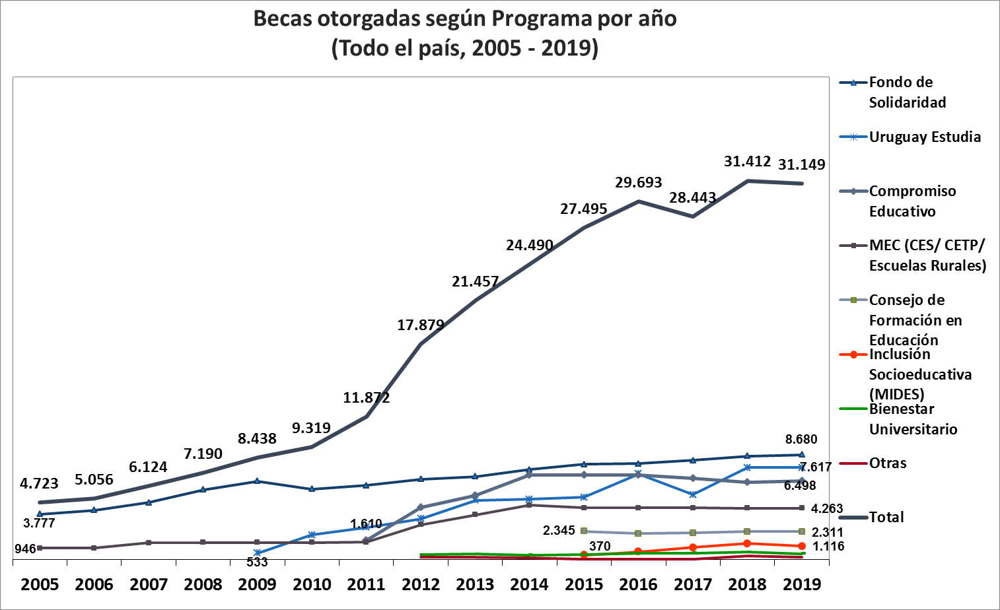 Becas otorgadas según Programa por año
(Todo el país, 2005 - 2019)
Fondo de
Solidaridad
Uruguay Estudia
Compromiso
Educativo
MEC (CES/ CETP/
Escuelas Rurales)
Consejo de
Formación en
Educación
Inclusión
Socioeducativa
(MIDES)
Bienestar
Universitario
Otras
Total
4.723
5.056
6.124
7.190
8.438
9.319
11.872
17.879
21.457
24.490
27.495
29.693
28.443
31.412
31.149
3.777
8.680
533
7.617
1.610
6.498
946
4.263
2.345
2.311
370
1.116
2005 2006 2007 2008 2009 2010 2011 2012 2013 2014 2015 2016 2017 2018 2019